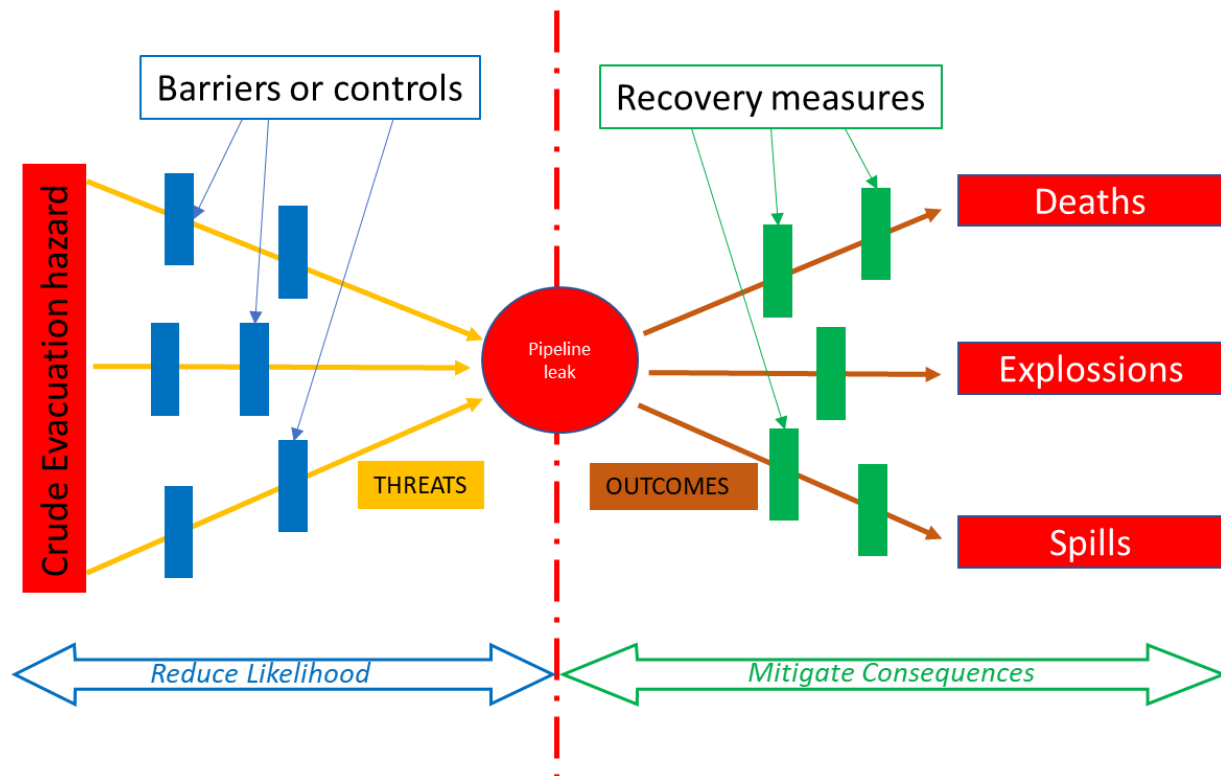 Barriers or controls
Recovery measures
Crude Evacuation hazard
Deaths
Pipeline
leak
Explossions
THREATS
OUTCOMES
Spills
Reduce Likelihood
Mitigate Consequences